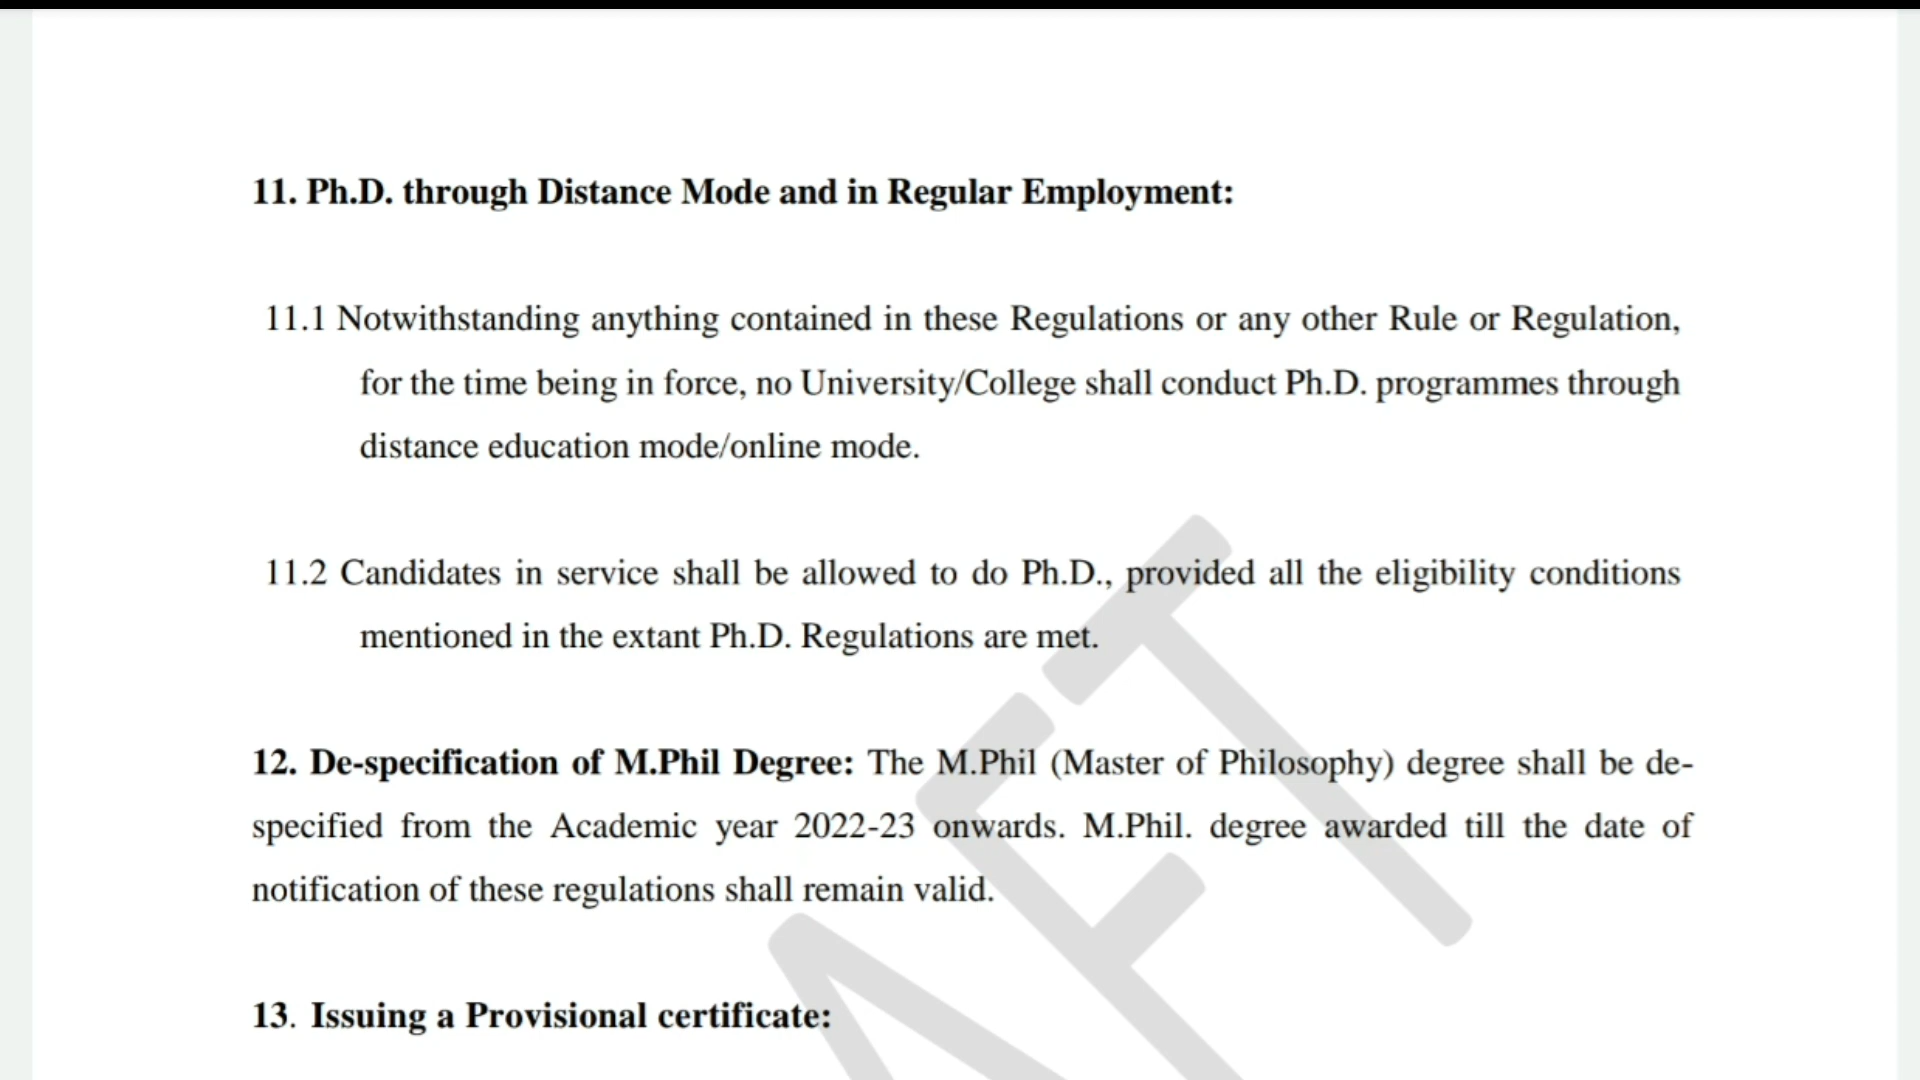 11. Ph.D. through Distance Mode and in Regular Employment:
11.1 Notwithstanding anything contained in these Regulations or any other Rule or Regulation,
for the time being in force, no University/College shall conduct Ph.D. programmes through
distance education mode/online mode.
11.2 Candidates in service shall be allowed to do Ph.D., provided all the eligibility conditions
mentioned in the extant Ph.D. Regulations are met.
12. De-specification of M.Phil Degree: The M.Phil (Master of Philosophy) degree shall be de-
specified from the Academic year 2022-23 onwards. M.Phil. degree awarded till the date of
notification of these regulations shall remain valid.
13. Issuing a Provisional certificate: